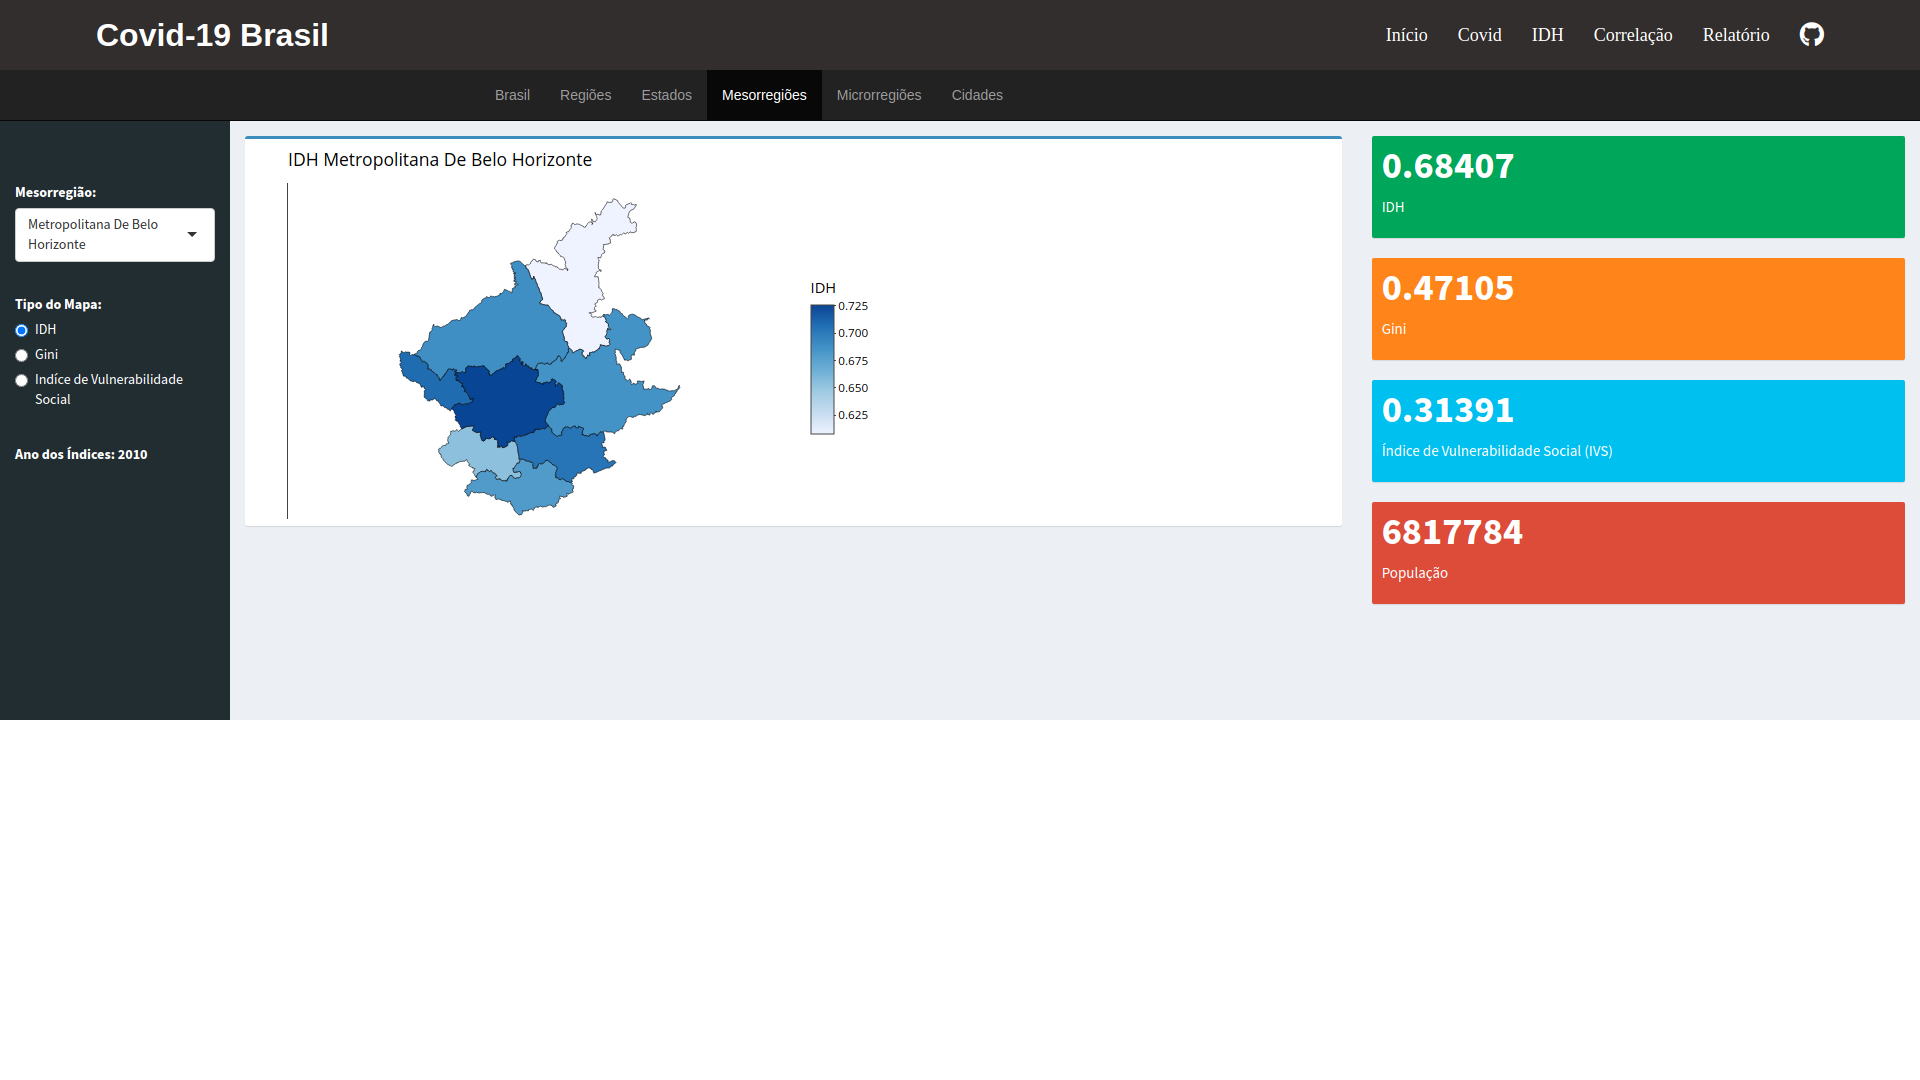 Covid-19 Brasil
Início
Covid
IDH
Correlação
Relatório
Brasil
Regiões
Estados
Mesorregiões
Microrregiões
Cidades
Mesorregião:
Metropolitana De Belo
Horizonte
Tipo do Mapa:
IDH
Gini
Indíce de Vulnerabilidade
Social
Ano dos Índices: 2010
IDH Metropolitana De Belo Horizonte
IDH
0.725
0.700
0.675
0.650
0.625
0.68407
IDH
0.47105
Gini
0.31391
Índice de Vulnerabilidade Social (IVS)
6817784
População